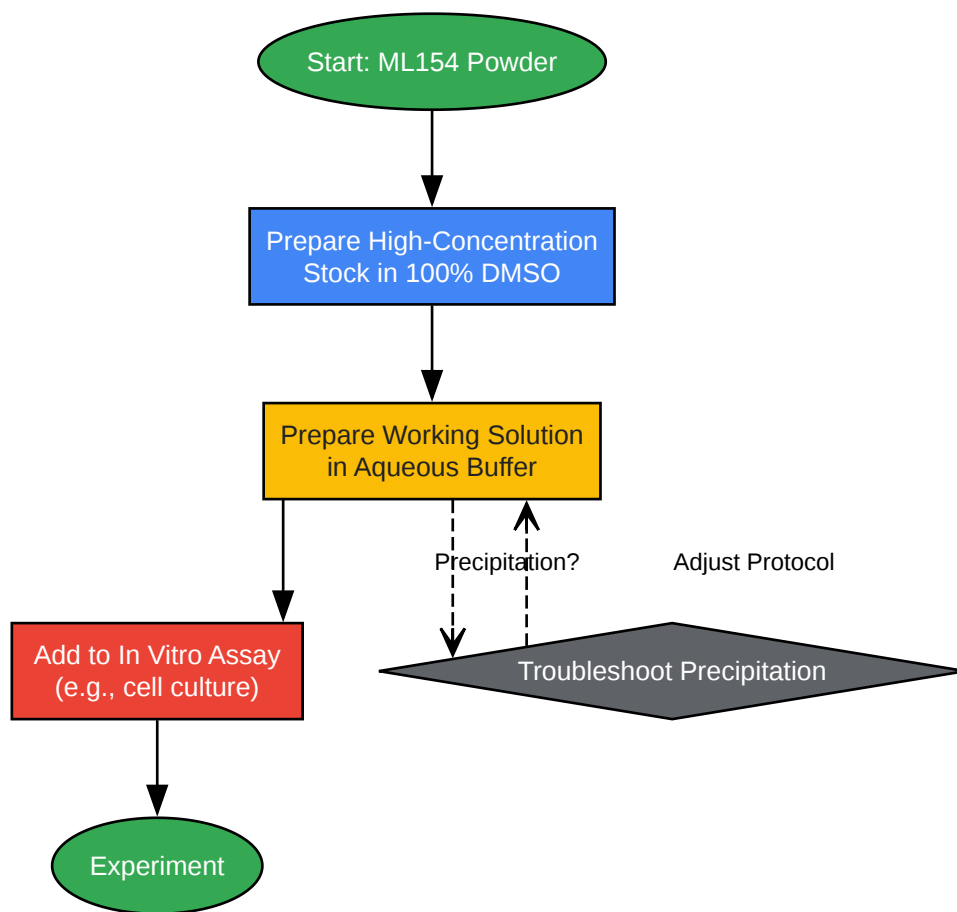 Start: ML154 Powder
Prepare High-Concentration
Stock in 100% DMSO
Prepare Working Solution
in Aqueous Buffer
Precipitation?
Adjust Protocol
Add to In Vitro Assay
(e.g., cell culture)
Troubleshoot Precipitation
Experiment